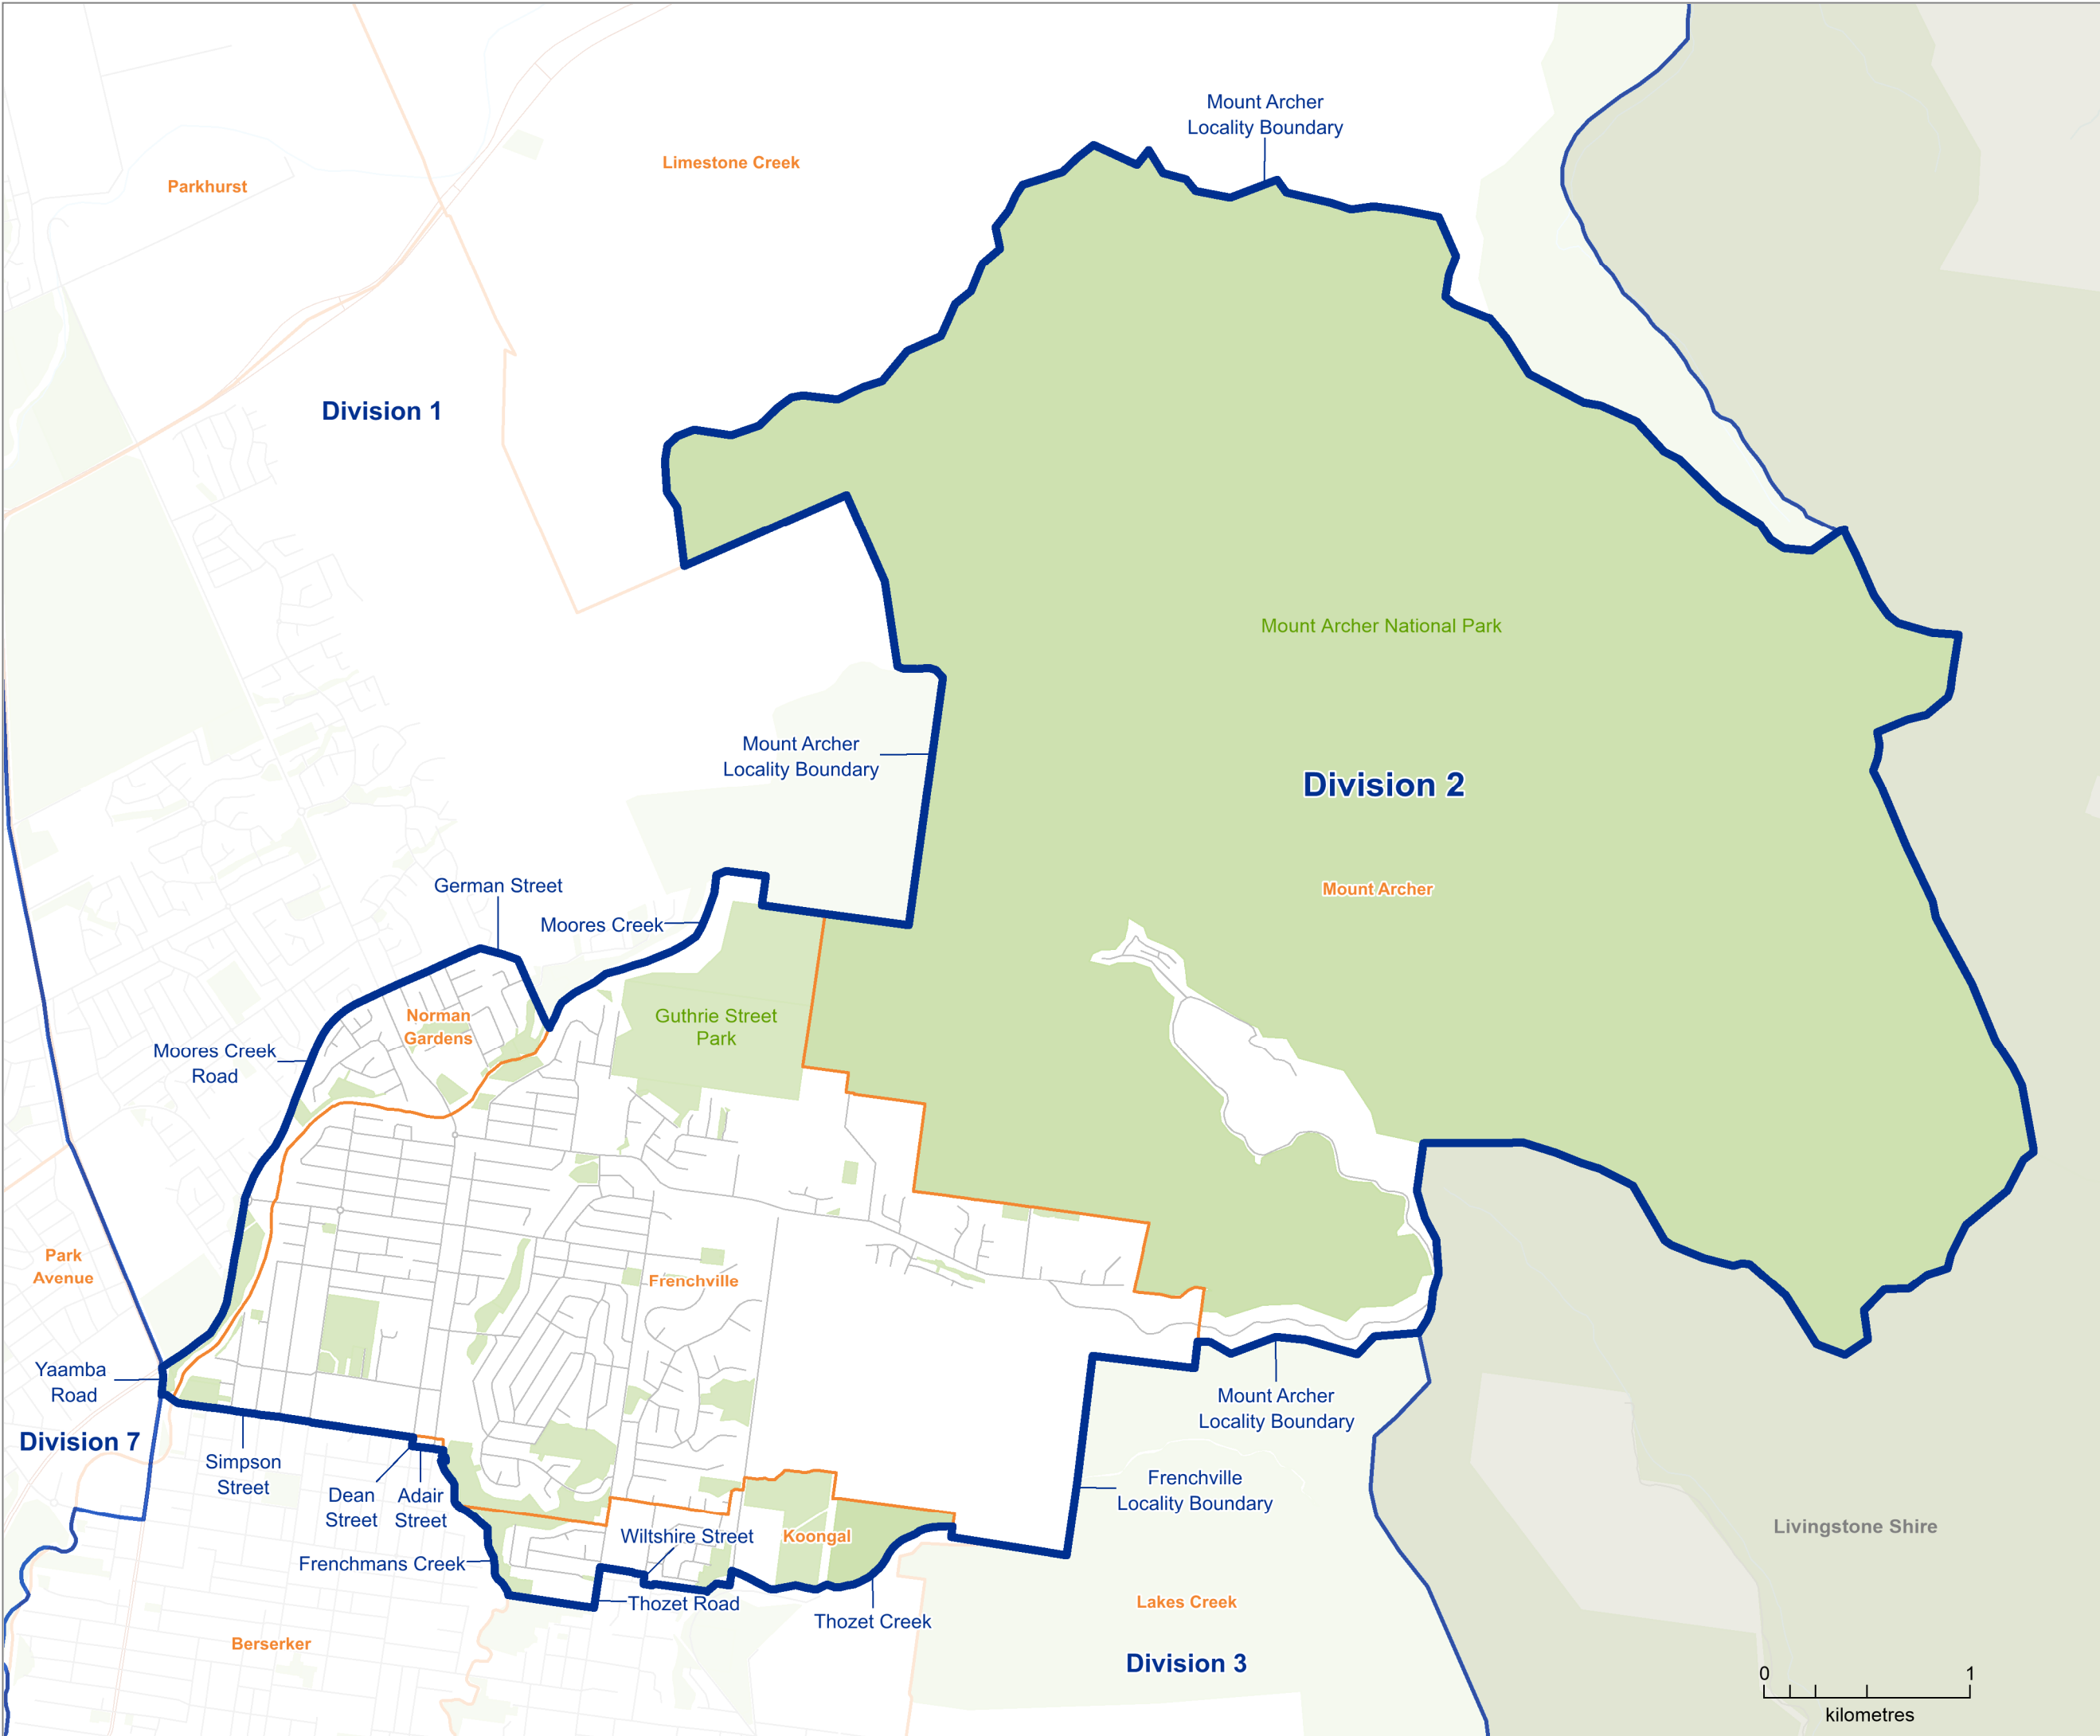 Mount Archer
Locality Boundary
Limestone Creek
Parkhurst
Division 1
Mount Archer National Park
Mount Archer
Locality Boundary
Division 2
German Street
Mount Archer
Moores Creek
Norman
Gardens
Guthrie Street
Park
Moores Creek
Road
Park
Avenue
Frenchville
Yaamba
Road
Mount Archer
Locality Boundary
Division 7
Simpson
Street
Dean
Street
Adair
Street
Frenchville
Locality Boundary
Wiltshire Street
Koongal
Livingstone Shire
Frenchmans Creek
Thozet Road
Lakes Creek
Thozet Creek
Berserker
Division 3
0 1
kilometres